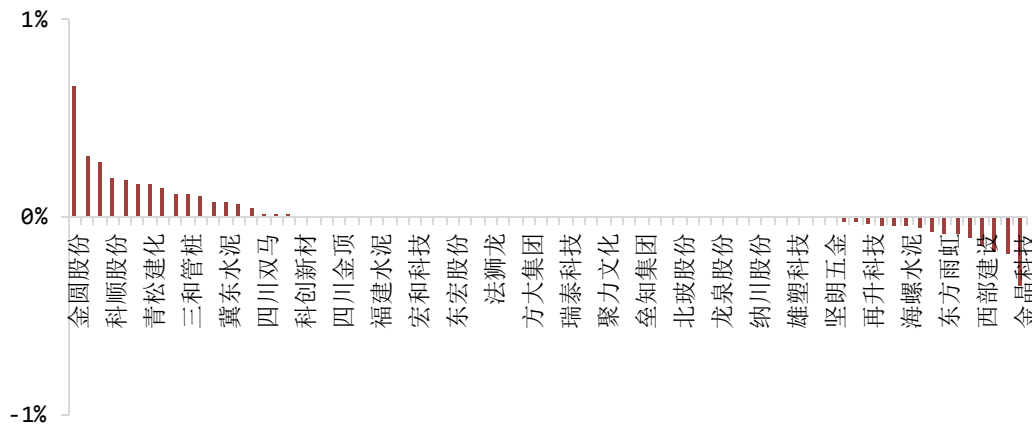 1%
0%
-1%
金圆股份
科顺股份
青松建化
三和管桩
冀东水泥
四川双马
科创新材
四川金顶
福建水泥
宏和科技
东宏股份
法狮龙
方大集团
瑞泰科技
聚力文化
垒知集团
北玻股份
龙泉股份
纳川股份
雄塑科技
坚朗五金
再升科技
海螺水泥
东方雨虹
西部建设
金晶科技